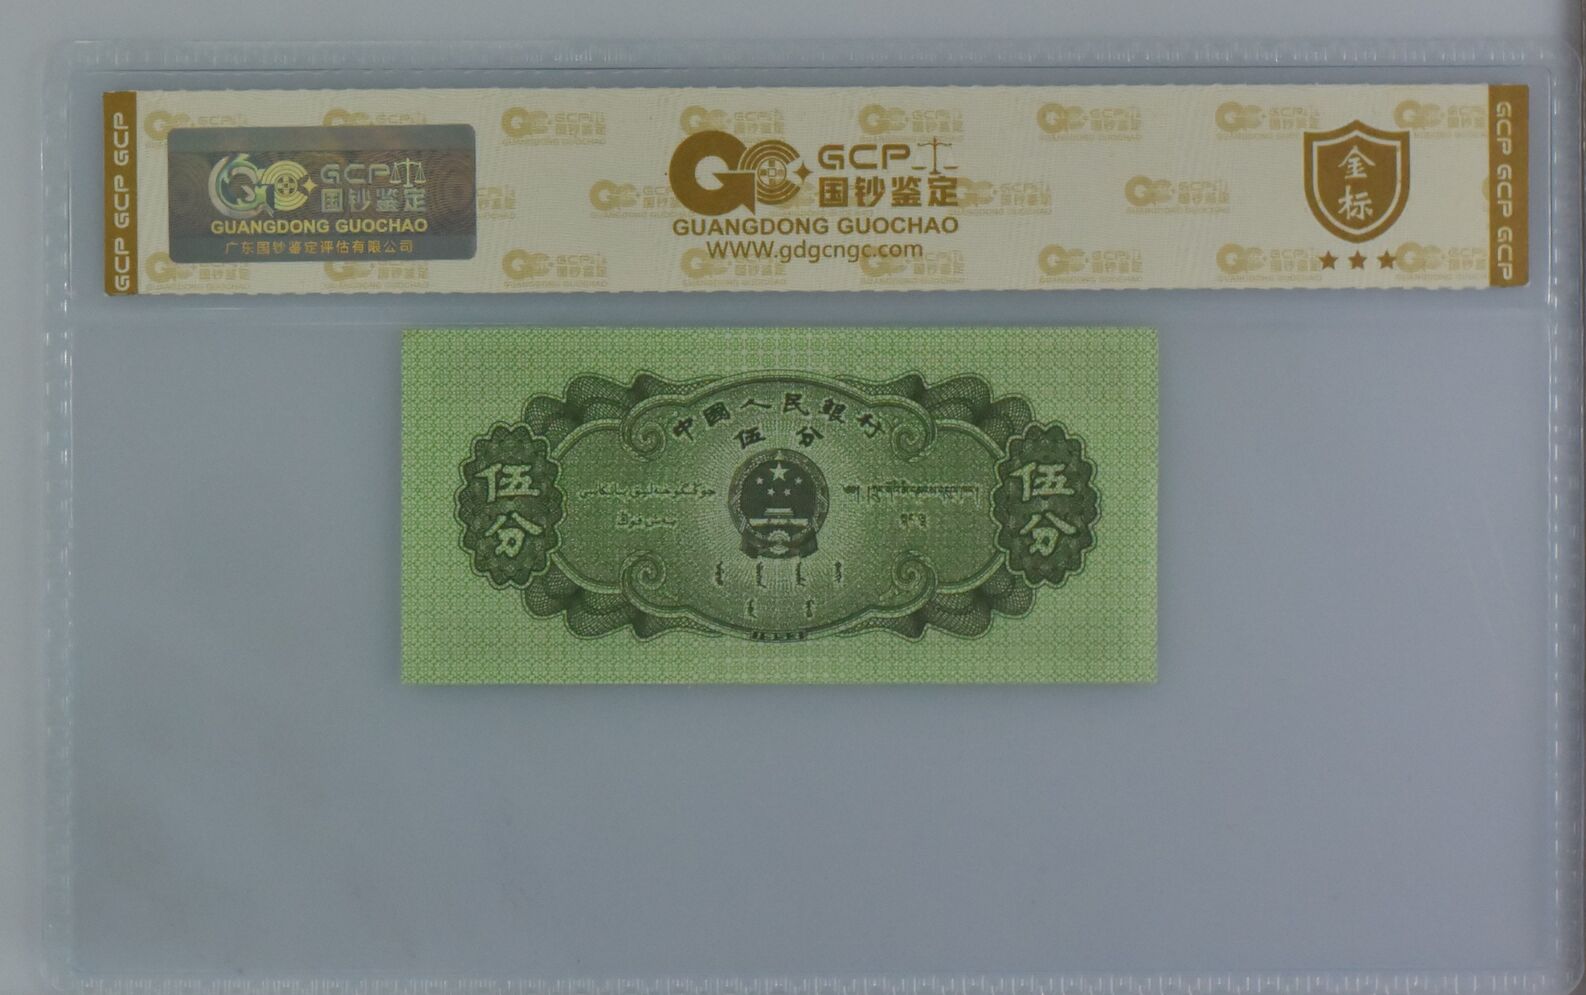 GCP GCP GCP
GCP
国钞鉴定
GUANGDONG GUOCHAO
广东国钞鉴定评估有限公司
GCP
国钞鉴定
GUANGDONG GUOCHAO
WWW.gdgcngc.com
金
标
GCP GCP GCP
中國人民銀行
伍分
伍
分
伍
分
1953